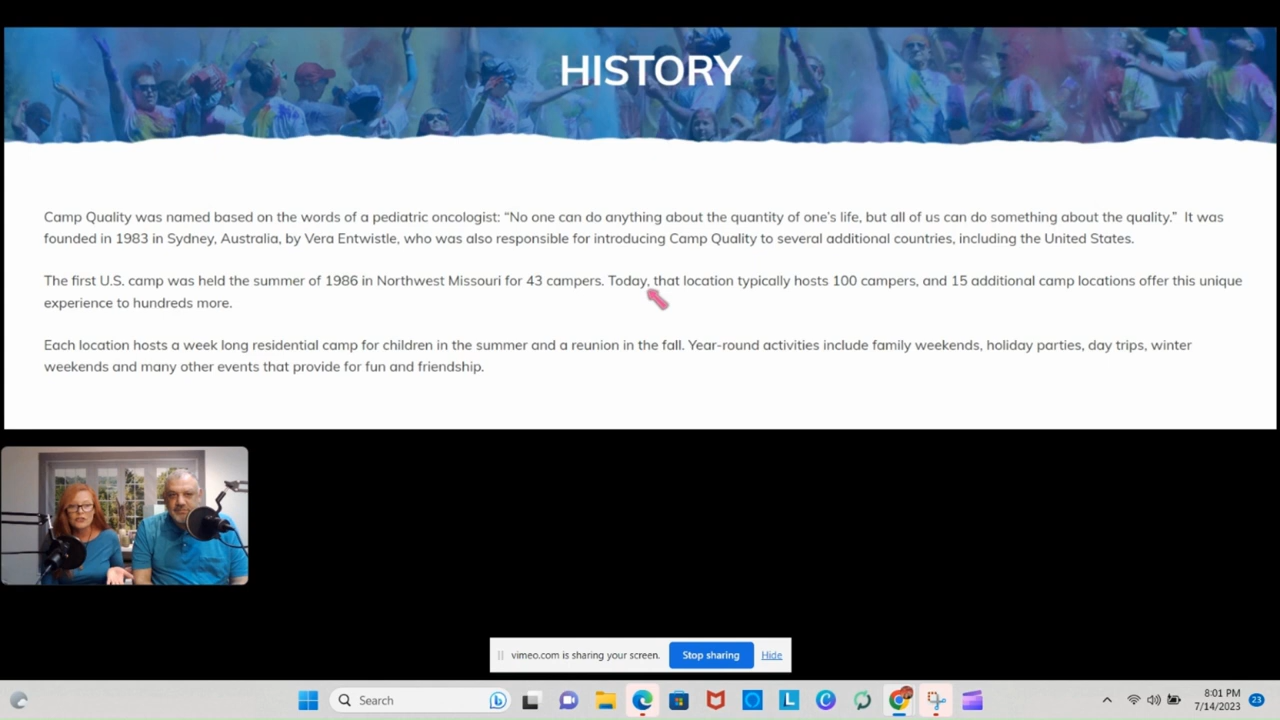 HISTORY
Camp Quality was named based on the words of a pediatric oncologist: “No one can do anything about the quantity of one's life, but all of us can do something about the quality.” It was
founded in 1983 in Sydney, Australia, by Vera Entwistle, who was also responsible for introducing Camp Quality to several additional countries, including the United States.
The first U.S. camp was held the summer of 1986 in Northwest Missouri for 43 campers. Today, that location typically hosts 100 campers, and 15 additional camp locations offer this unique
experience to hundreds more.
Each location hosts a week long residential camp for children in the summer and a reunion in the fall. Year-round activities include family weekends, holiday parties, day trips, winter
weekends and many other events that provide for fun and friendship.
vimeo.com is sharing your screen. Stop sharing Hide
Search
8:01 PM
7/14/2023
23